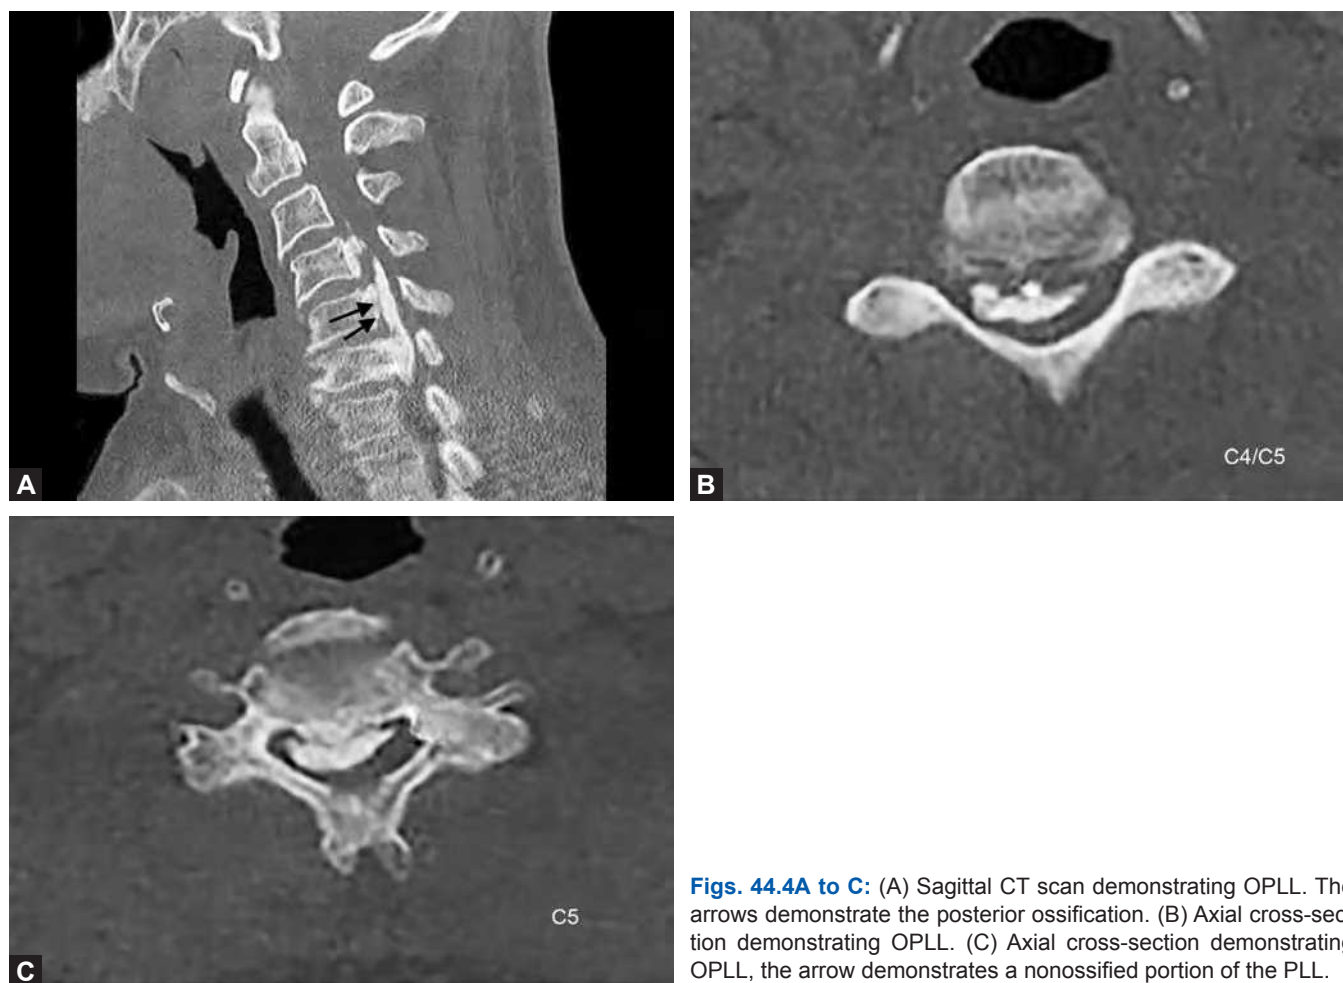 A
B
C4/C5
C5
C
Figs. 44.4A to C: (A) Sagittal CT scan demonstrating OPLL. The
arrows demonstrate the posterior ossification. (B) Axial cross-sec
tion demonstrating OPLL. (C) Axial cross-section demonstrating
OPLL, the arrow demonstrates a nonossified portion of the PLL.